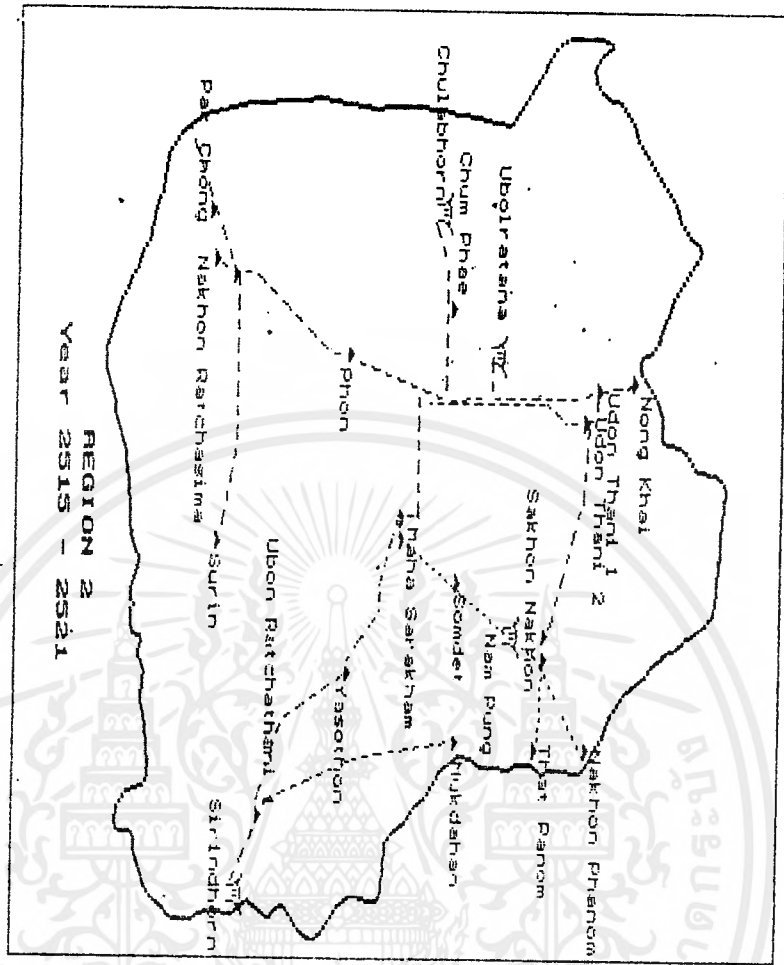 Nong Khai
Udon Thani 1
Udon Thani 2
Nakhon Phanom
Sakhon Nakhon
That Panom
Ubolratana
Nam Pung
Chum Phae
Somdet
Mukdahan
Chulabhorn
Maha Sarakham
Phon
Yasothon
Ubon Ratchathani
Sirindhorn
Pak Chong
Nakhon Ratchasima
Surin
REGION 2
Year 2515 - 2521